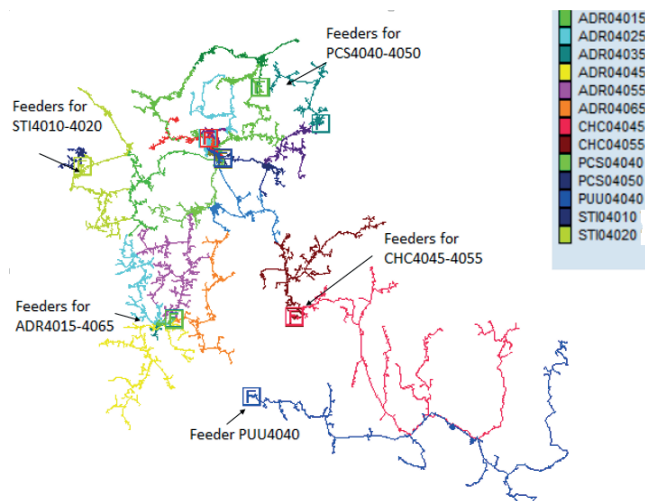 Feeders for
PCS4040-4050
Feeders for
STI4010-4020
Feeders for
CHC4045-4055
Feeders for
ADR4015-4065
Feeder PUU4040
F
F
F
F
F
F
F
F
ADR04015
ADR04025
ADR04035
ADR04045
ADR04055
ADR04065
CHC04045
CHC04055
PCS04040
PCS04050
PUU04040
STI04010
STI04020